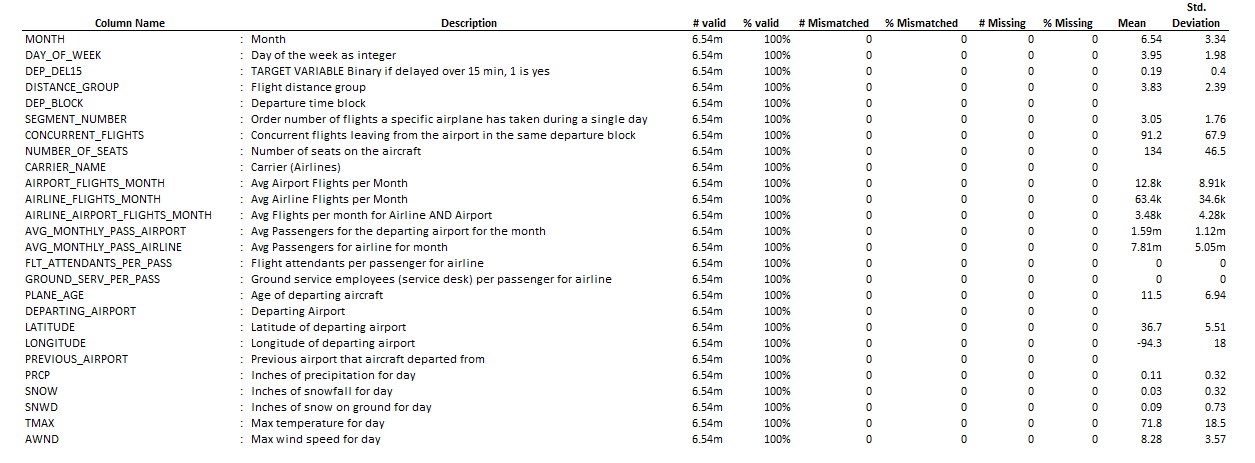 Std.
Column Name Description # valid % valid # Mismatched % Mismatched # Missing % Missing Mean Deviation
MONTH : Month 6.54m 100% 0 0 0 0 6.54 3.34
DAY_OF_WEEK : Day of the week as integer 6.54m 100% 0 0 0 0 3.95 1.98
DEP_DEL15 : TARGET VARIABLE Binary if delayed over 15 min, 1 is yes 6.54m 100% 0 0 0 0 0.19 0.4
DISTANCE_GROUP : Flight distance group 6.54m 100% 0 0 0 0 3.83 2.39
DEP_BLOCK : Departure time block 6.54m 100% 0 0 0 0
SEGMENT_NUMBER : Order number of flights a specific airplane has taken during a single day 6.54m 100% 0 0 0 0 3.05 1.76
CONCURRENT_FLIGHTS : Concurrent flights leaving from the airport in the same departure block 6.54m 100% 0 0 0 0 91.2 67.9
NUMBER_OF_SEATS : Number of seats on the aircraft 6.54m 100% 0 0 0 0 134 46.5
CARRIER_NAME : Carrier (Airlines) 6.54m 100% 0 0 0 0
AIRPORT_FLIGHTS_MONTH : Avg Airport Flights per Month 6.54m 100% 0 0 0 0 12.8k 8.91k
AIRLINE_FLIGHTS_MONTH : Avg Airline Flights per Month 6.54m 100% 0 0 0 0 63.4k 34.6k
AIRLINE_AIRPORT_FLIGHTS_MONTH : Avg Flights per month for Airline AND Airport 6.54m 100% 0 0 0 0 3.48k 4.28k
AVG_MONTHLY_PASS_AIRPORT : Avg Passengers for the departing airport for the month 6.54m 100% 0 0 0 0 1.59m 1.12m
AVG_MONTHLY_PASS_AIRLINE : Avg Passengers for airline for month 6.54m 100% 0 0 0 0 7.81m 5.05m
FLT_ATTENDANTS_PER_PASS : Flight attendants per passenger for airline 6.54m 100% 0 0 0 0 0 0
GROUND_SERV_PER_PASS : Ground service employees (service desk) per passenger for airline 6.54m 100% 0 0 0 0 0 0
PLANE_AGE : Age of departing aircraft 6.54m 100% 0 0 0 0 11.5 6.94
DEPARTING_AIRPORT : Departing Airport 6.54m 100% 0 0 0 0
LATITUDE : Latitude of departing airport 6.54m 100% 0 0 0 0 36.7 5.51
LONGITUDE : Longitude of departing airport 6.54m 100% 0 0 0 0 -94.3 18
PREVIOUS_AIRPORT : Previous airport that aircraft departed from 6.54m 100% 0 0 0 0
PRCP : Inches of precipitation for day 6.54m 100% 0 0 0 0 0.11 0.32
SNOW : Inches of snowfall for day 6.54m 100% 0 0 0 0 0.03 0.32
SNWD : Inches of snow on ground for day 6.54m 100% 0 0 0 0 0.09 0.73
TMAX : Max temperature for day 6.54m 100% 0 0 0 0 71.8 18.5
AWND : Max wind speed for day 6.54m 100% 0 0 0 0 8.28 3.57